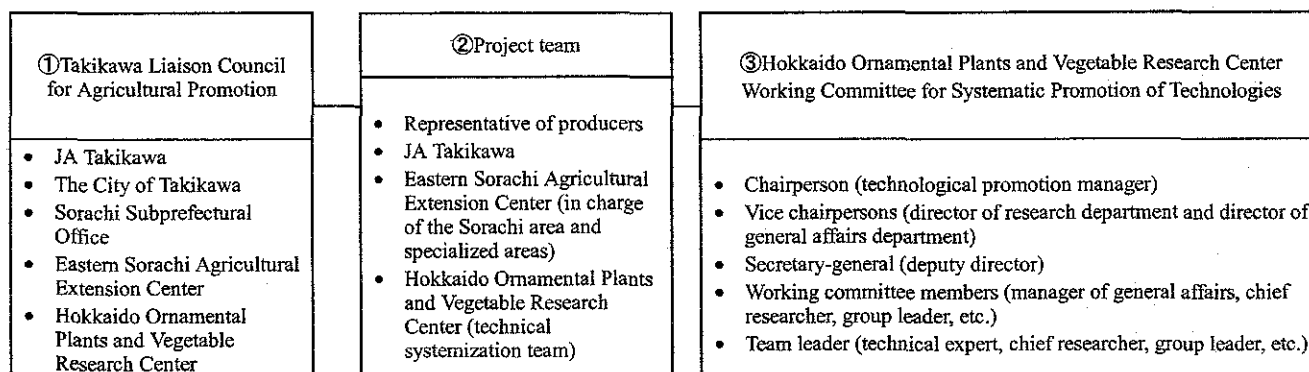 ①Takikawa Liaison Council
for Agricultural Promotion
• JA Takikawa
• The City of Takikawa
• Sorachi Subprefectural
Office
• Eastern Sorachi Agricultural
Extension Center
• Hokkaido Ornamental
Plants and Vegetable
Research Center
②Project team
• Representative of producers
• JA Takikawa
• Eastern Sorachi Agricultural
Extension Center (in charge
of the Sorachi area and
specialized areas)
• Hokkaido Ornamental Plants
and Vegetable Research
Center (technical
systemization team)
③Hokkaido Ornamental Plants and Vegetable Research Center
Working Committee for Systematic Promotion of Technologies
• Chairperson (technological promotion manager)
• Vice chairpersons (director of research department and director of
general affairs department)
• Secretary-general (deputy director)
• Working committee members (manager of general affairs, chief
researcher, group leader, etc.)
• Team leader (technical expert, chief researcher, group leader, etc.)